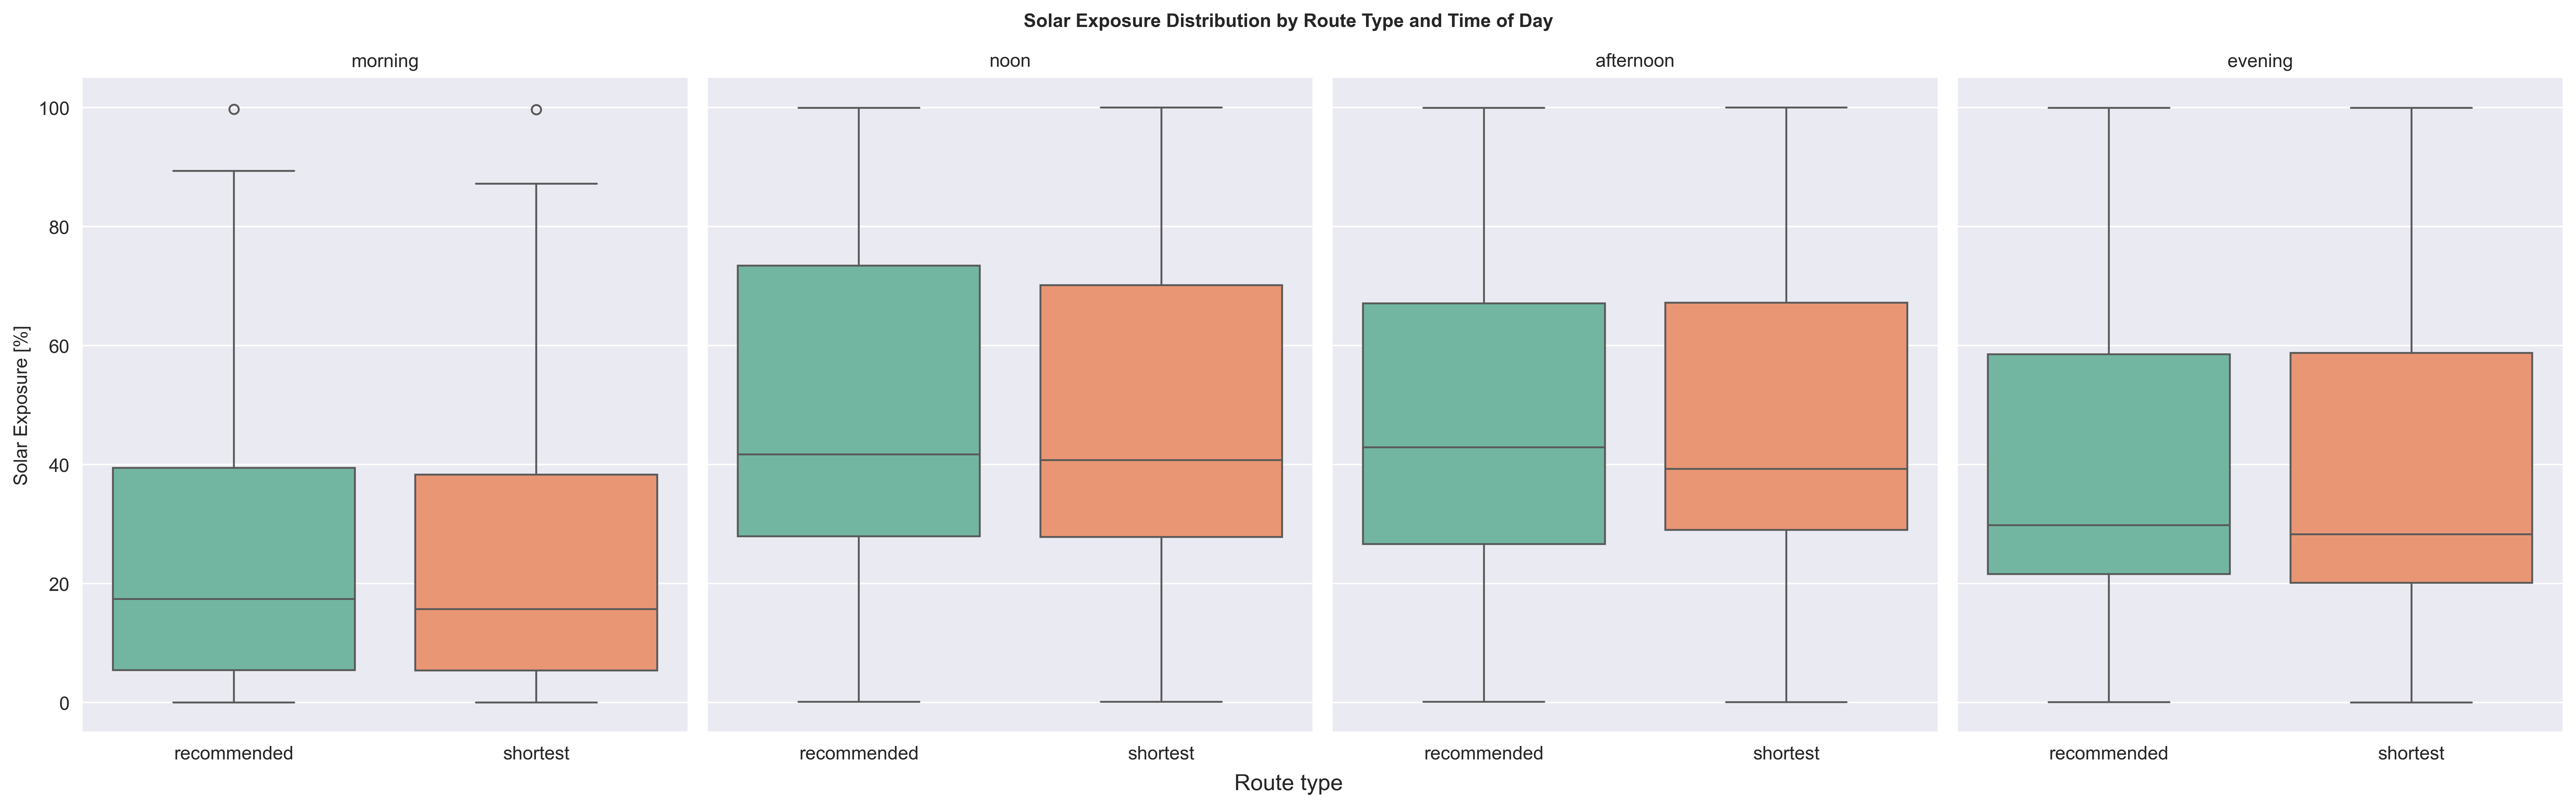 Solar Exposure Distribution by Route Type and Time of Day
morning
noon
afternoon
evening
Solar Exposure [%]
100
80
60
40
20
0
recommended
shortest
recommended
shortest
recommended
shortest
recommended
shortest
Route type